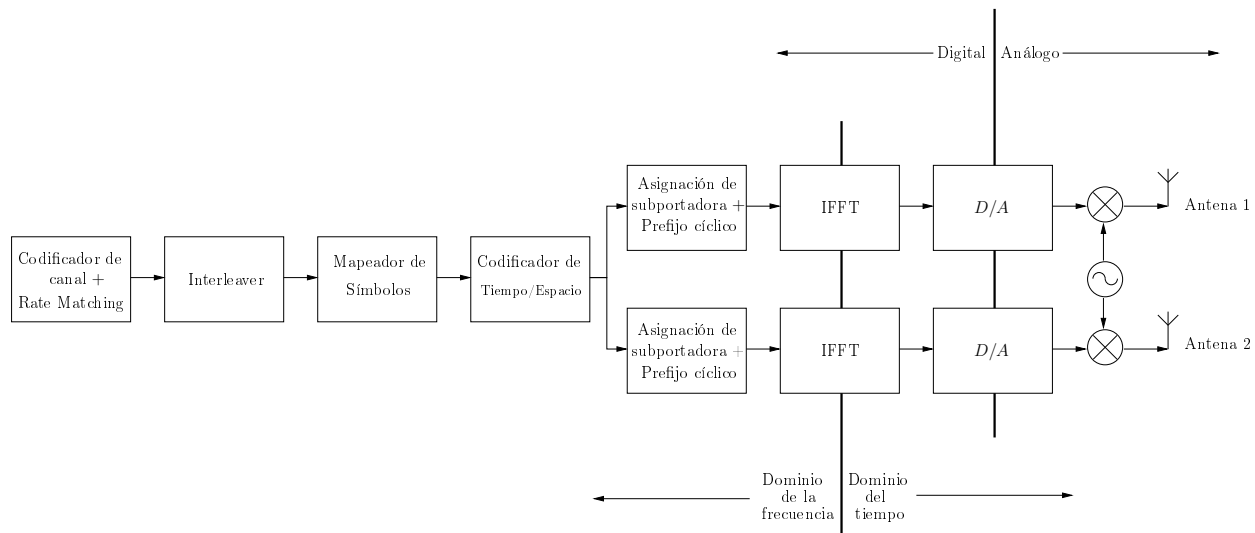 Digital
Análogo
Codificador de
canal +
Rate Matching
Interleaver
Mapeador de
Símbolos
Codificador de
Tiempo/Espacio
Asignación de
subportadora +
Prefijo cíclico
IFFT
D/A
Antena 1
Asignación de
subportadora +
Prefijo cíclico
IFFT
D/A
Antena 2
Dominio
de la
frecuencia
Dominio
del
tiempo